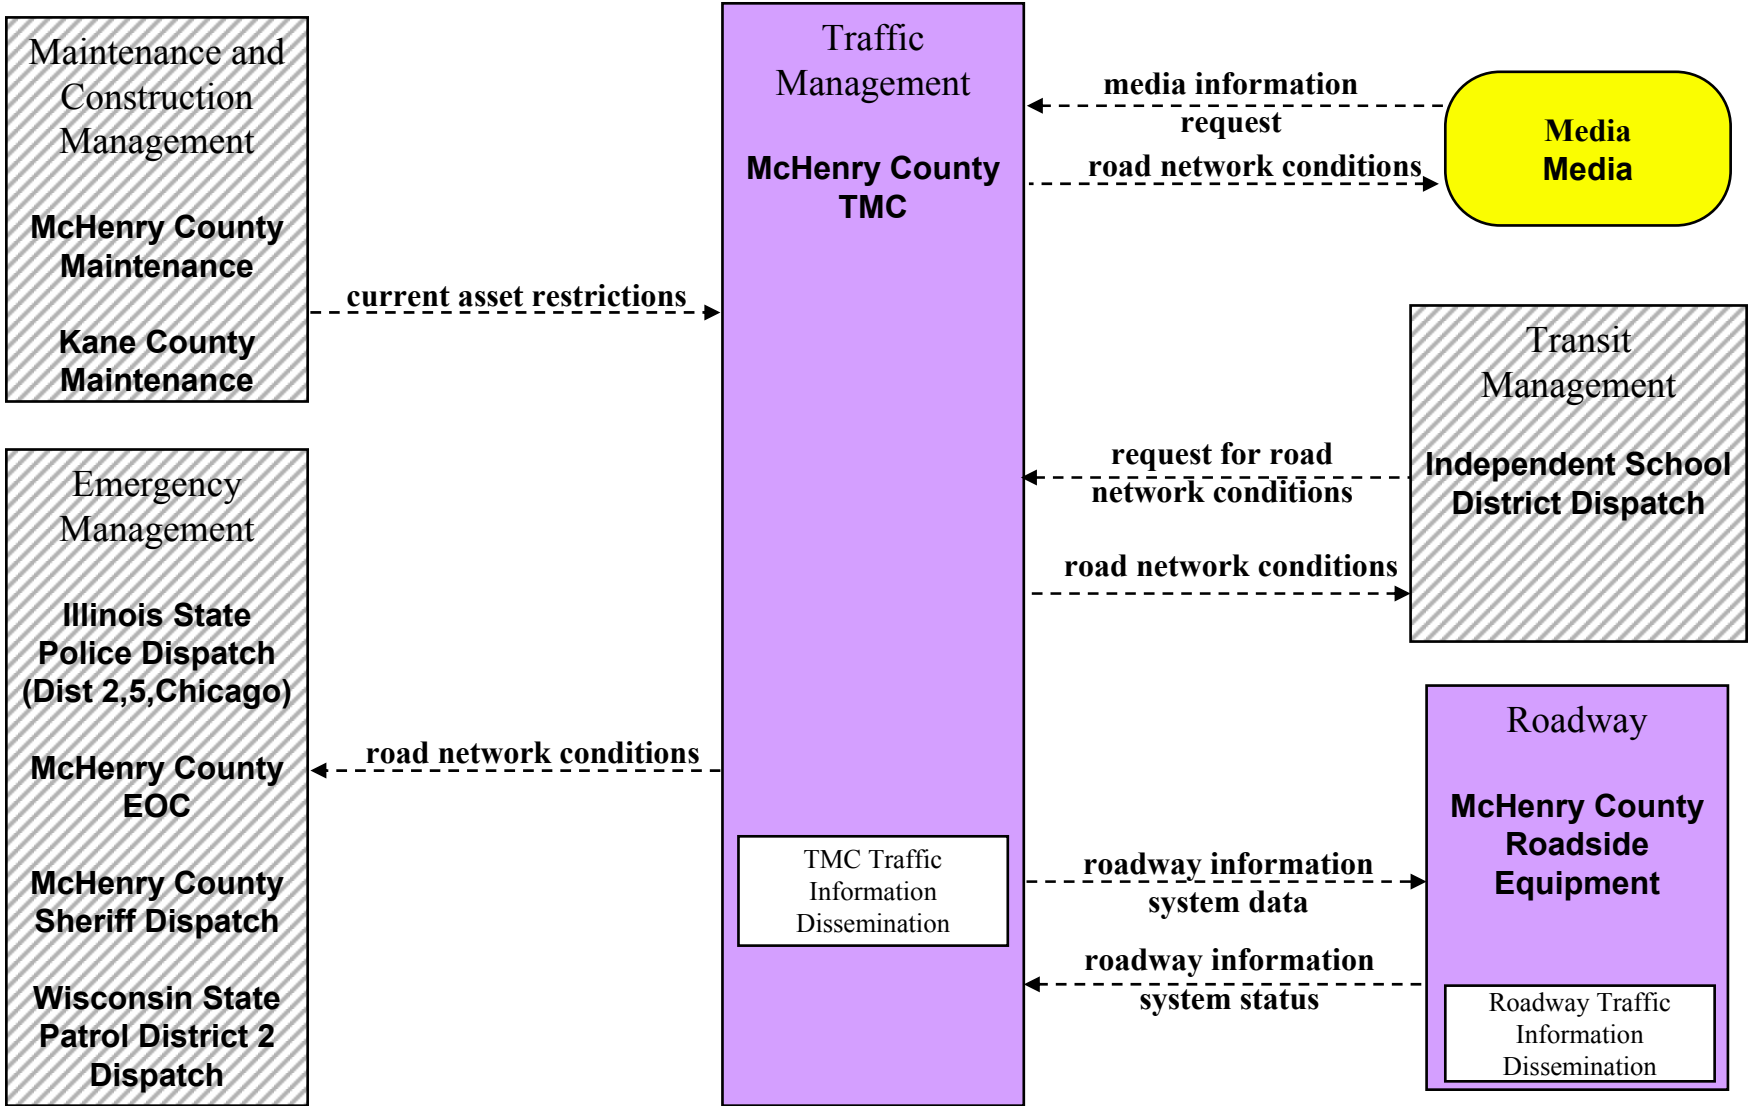 Maintenance and
Construction
Management
McHenry County
Maintenance
Kane County
Maintenance
Emergency
Management
Illinois State
Police Dispatch
(Dist 2,5,Chicago)
McHenry County
EOC
McHenry County
Sheriff Dispatch
Wisconsin State
Patrol District 2
Dispatch
current asset restrictions
road network conditions
Traffic
Management
McHenry County
TMC
TMC Traffic
Information
Dissemination
media information
request
road network conditions
request for road
network conditions
road network conditions
roadway information
system data
roadway information
system status
Media
Media
Transit
Management
Independent School
District Dispatch
Roadway
McHenry County
Roadside
Equipment
Roadway Traffic
Information
Dissemination